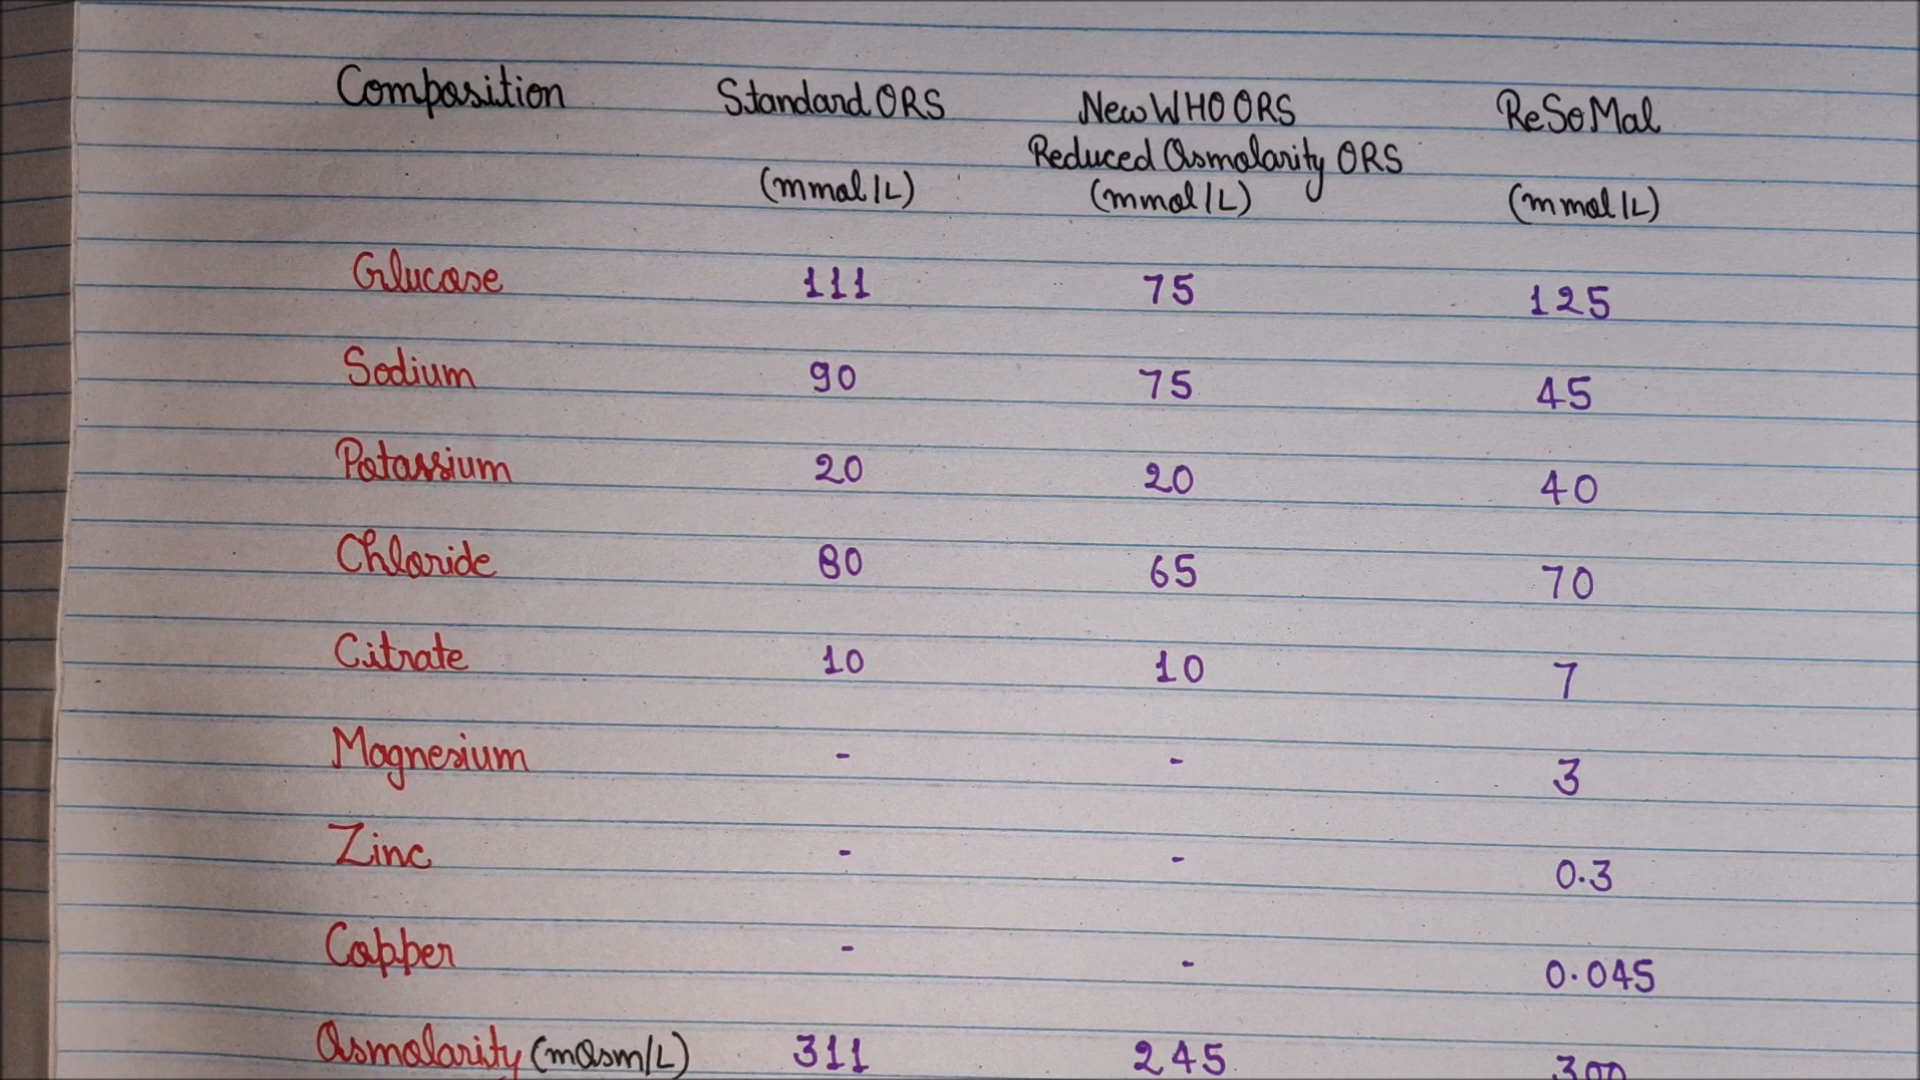 Composition Standard ORS New WHO ORS ReSoMal
Reduced Osmolarity ORS
(mmol/L) (mmol/L) (mmol/L)
Glucose 111 75 125
Sodium 90 75 45
Potassium 20 20 40
Chloride 80 65 70
Citrate 10 10 7
Magnesium - - 3
Zinc - - 0.3
Copper - - 0.045
Osmolarity (mOsm/L) 311 245 300